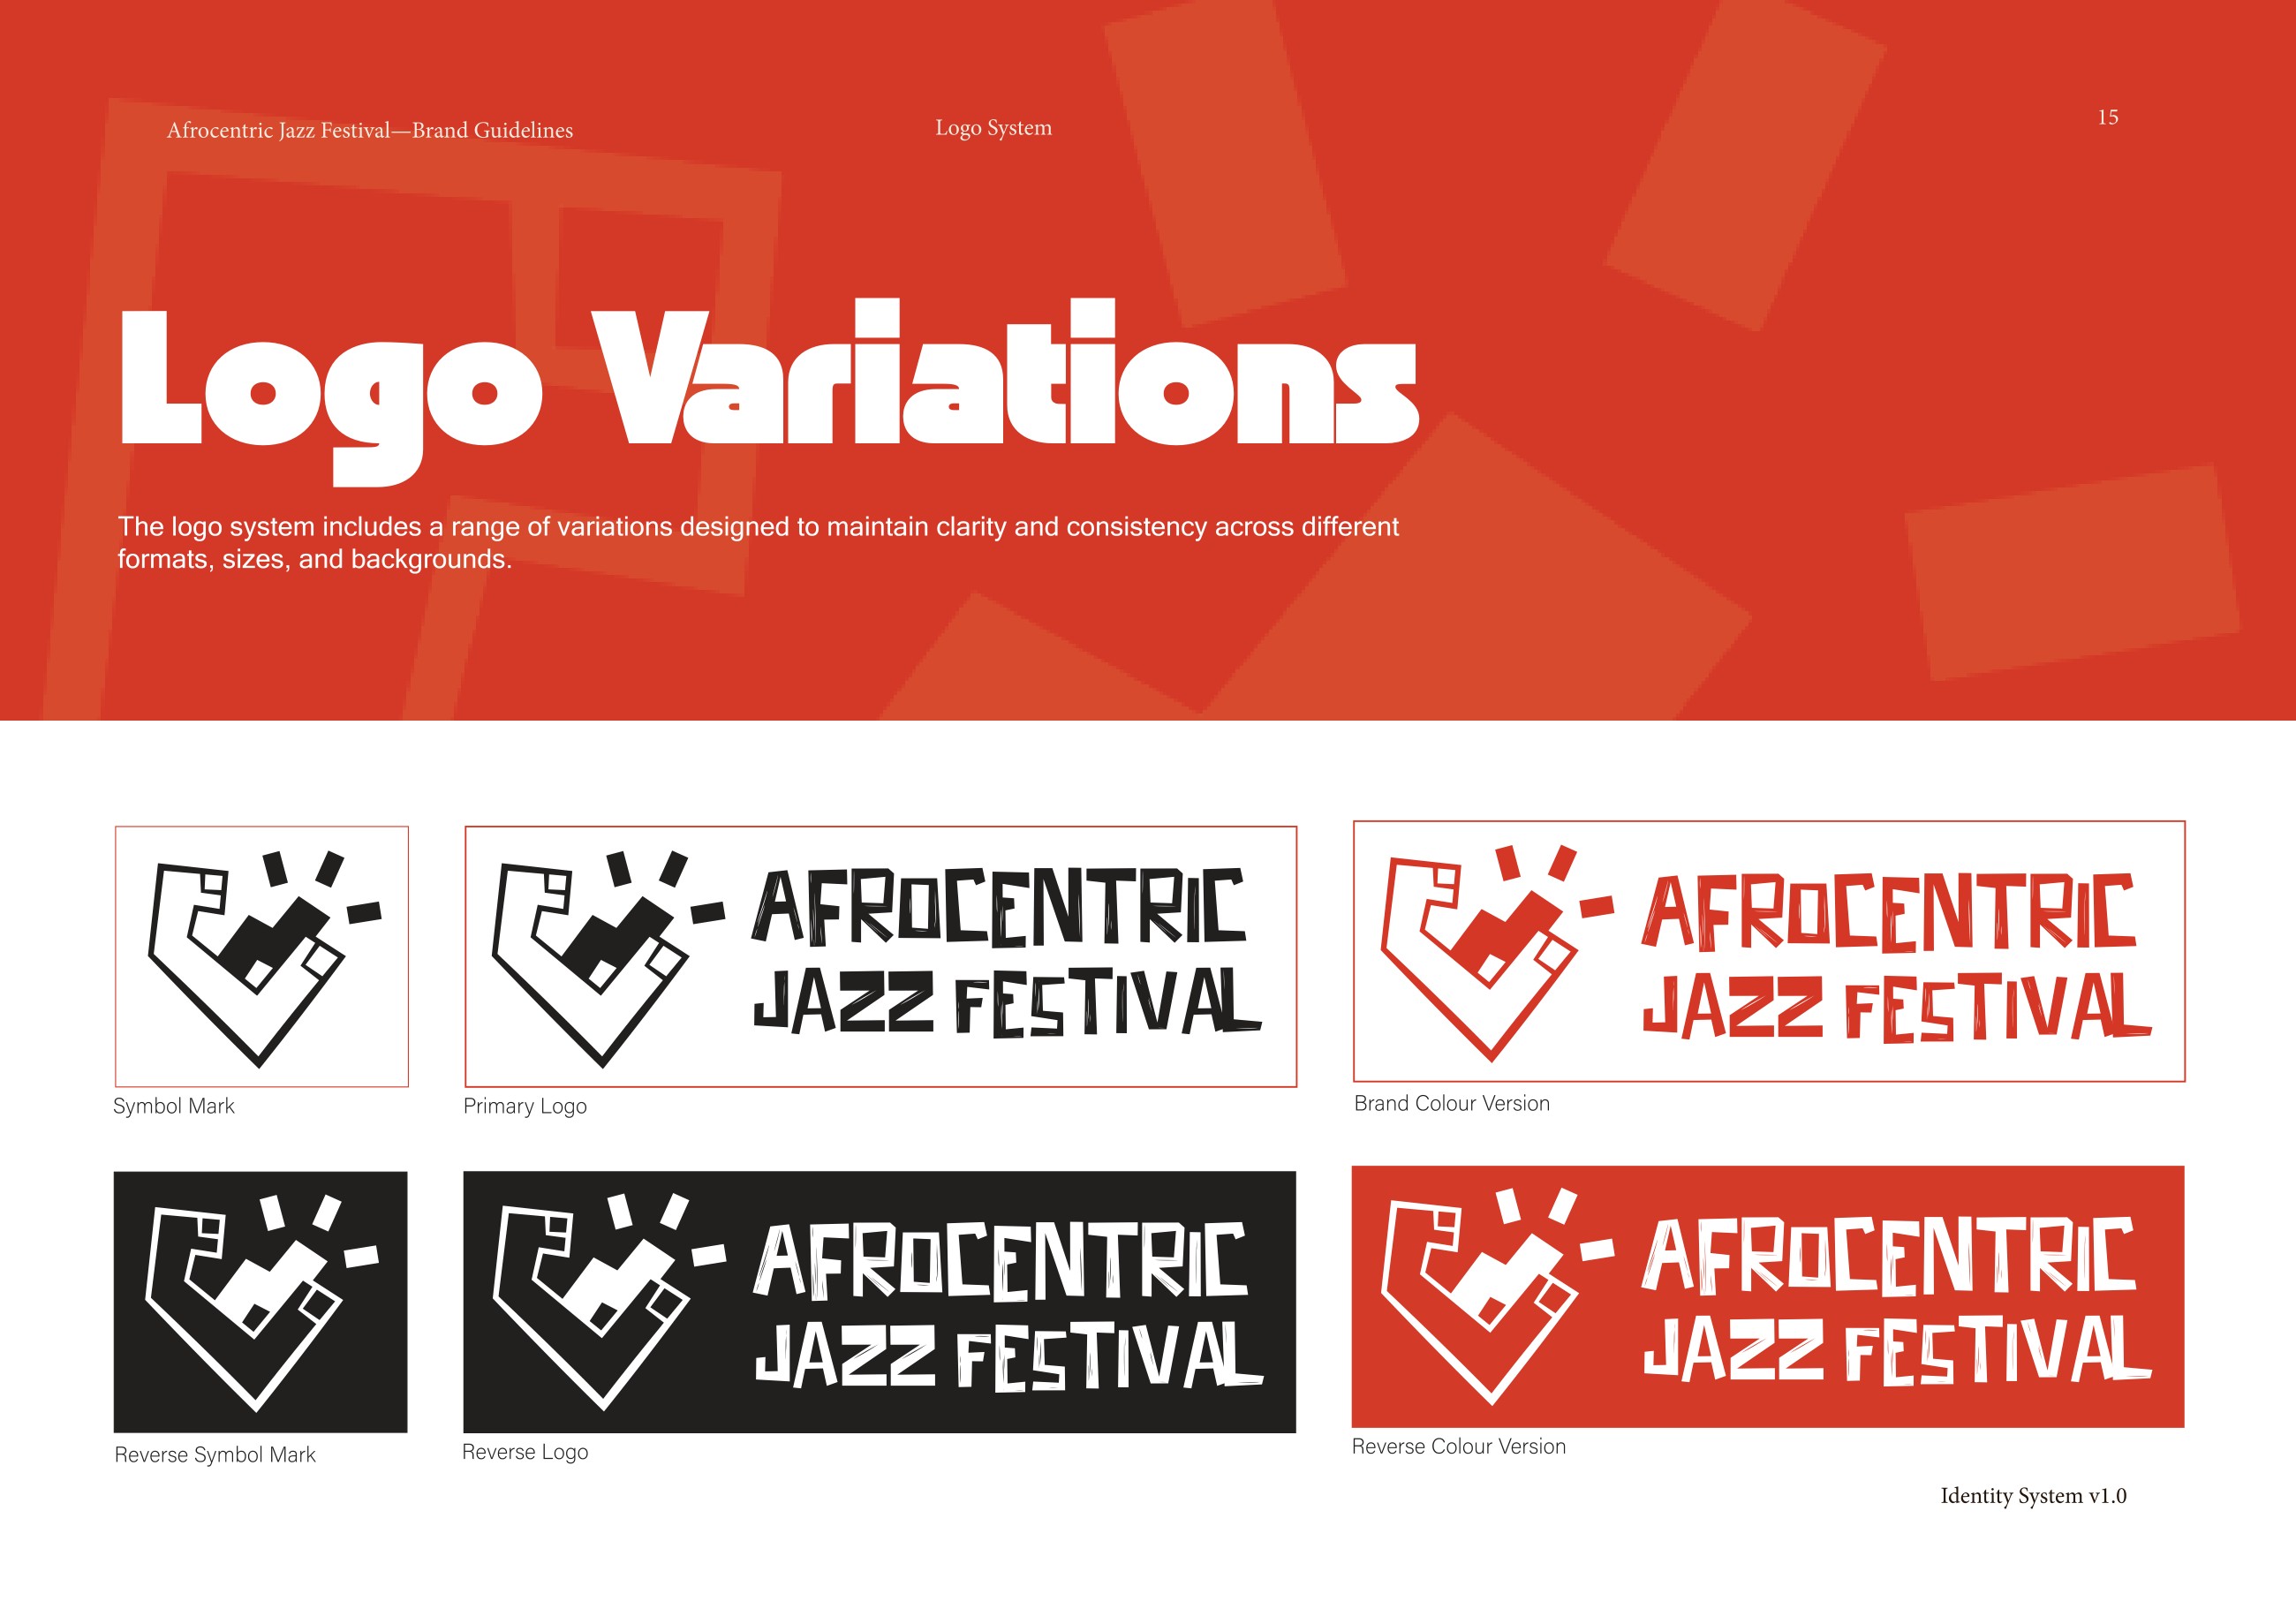 Afrocentric Jazz Festival—Brand Guidelines
Logo System
15
Logo Variations
The logo system includes a range of variations designed to maintain clarity and consistency across different
formats, sizes, and backgrounds.
AFROCENTRIC
JAZZ FESTIVAL
AFROCENTRIC
JAZZ FESTIVAL
Symbol Mark
Primary Logo
Brand Colour Version
AFROCENTRIC
JAZZ FESTIVAL
AFROCENTRIC
JAZZ FESTIVAL
Reverse Symbol Mark
Reverse Logo
Reverse Colour Version
Identity System v1.0